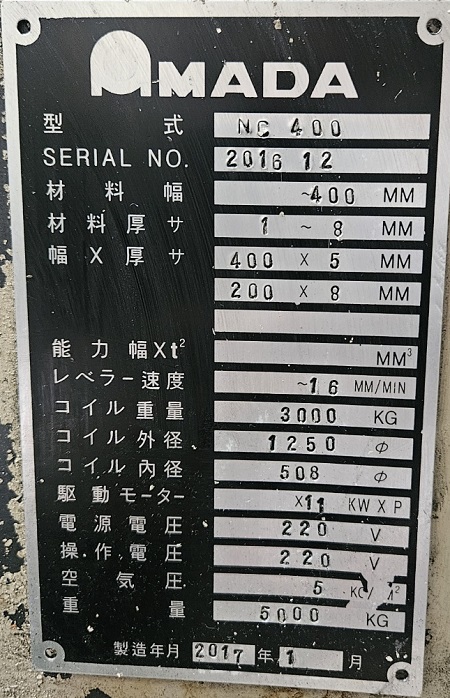 AMADA
型式 NC 400
SERIAL NO. 2016 12
材料幅 ~400 MM
材料厚サ 1 ~ 8 MM
幅X厚サ 400 X 5 MM
200 X 8 MM
能力幅Xt² MM³
レベラー速度 ~16 MM/MIN
コイル重量 3000 KG
コイル外径 1250 Φ
コイル内径 508 Φ
駆動モーター X11 KW X P
電源電圧 220 V
操作電圧 220 V
空気圧 5
重量 5000 KG
製造年月 2017 年 1 月